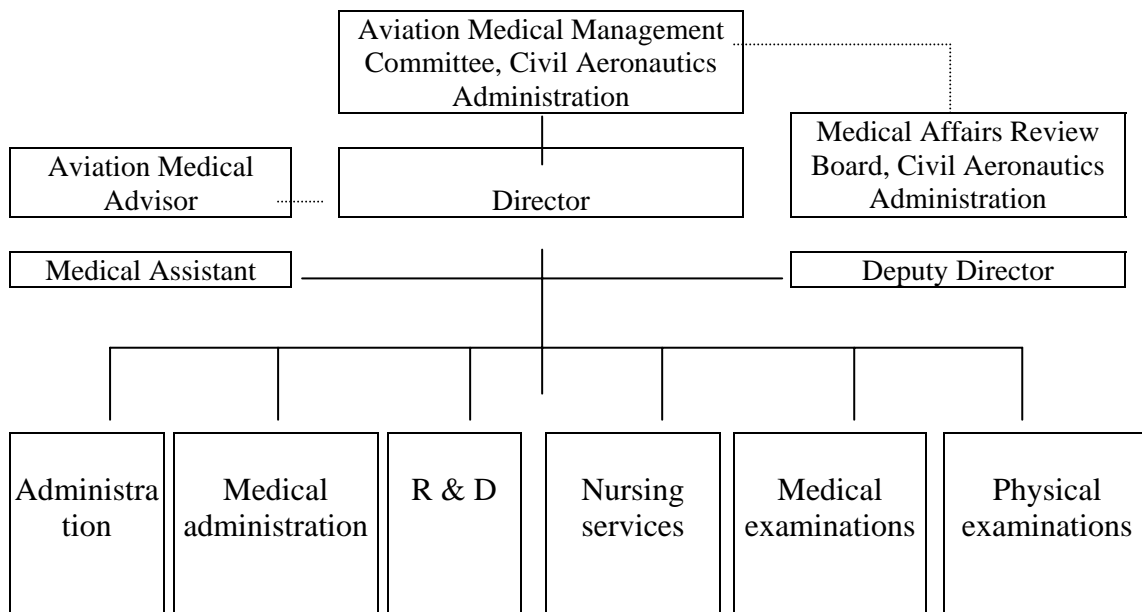 Aviation Medical Management
Committee, Civil Aeronautics
Administration
Medical Affairs Review
Board, Civil Aeronautics
Administration
Aviation Medical
Advisor
Director
Medical Assistant
Deputy Director
Administra
tion
Medical
administration
R & D
Nursing
services
Medical
examinations
Physical
examinations